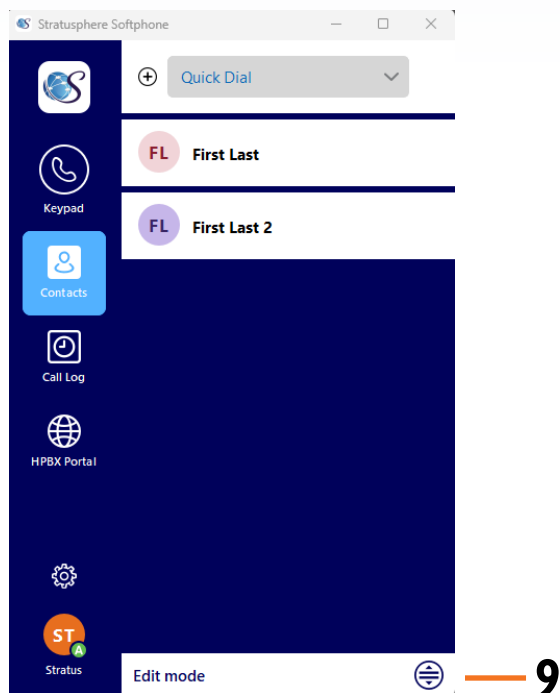 Stratusphere Softphone
Quick Dial
FL First Last
Keypad
FL First Last 2
Contacts
Call Log
HPBX Portal
ST
A
Stratus
Edit mode
9